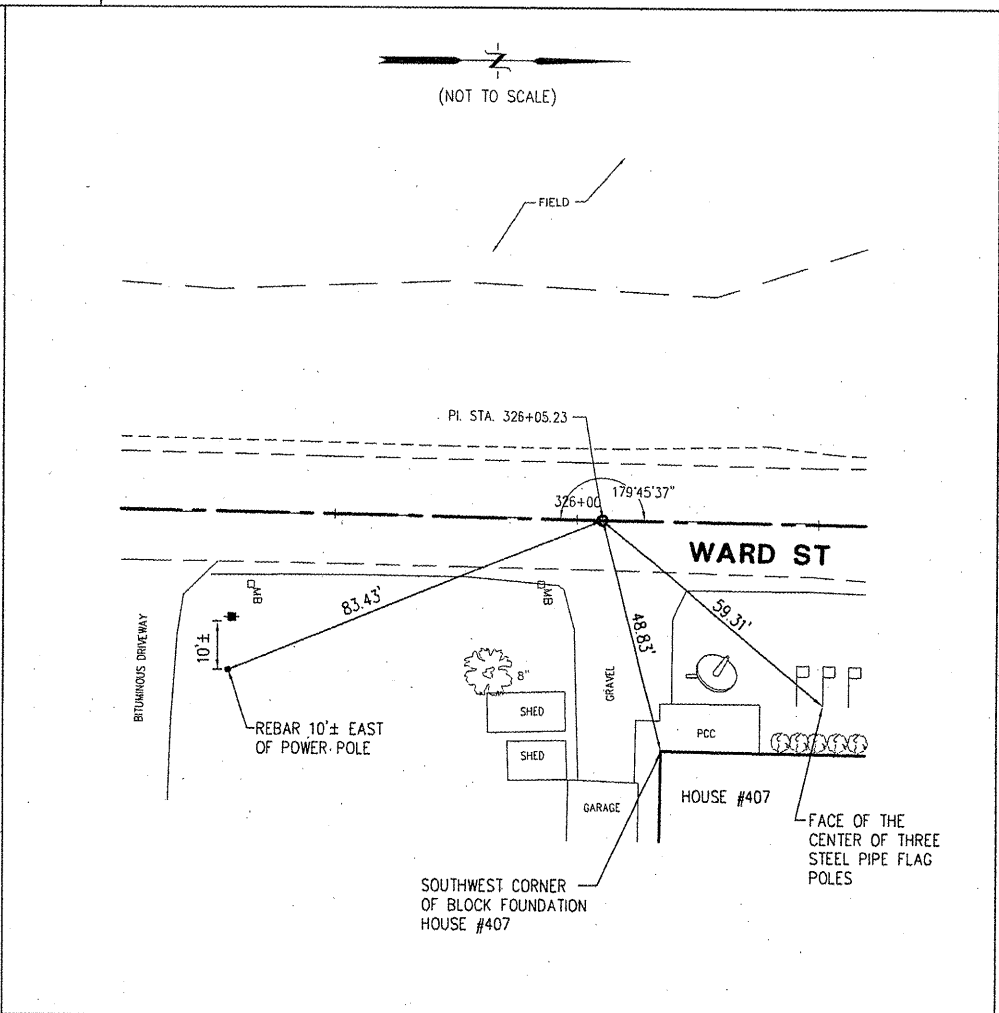 N
(NOT TO SCALE)
FIELD
PI. STA. 326+05.23
326+00
179°45'37"
WARD ST
MB
MB
83.43'
48.83'
59.31'
10'±
BITUMINOUS DRIVEWAY
GRAVEL
8"
SHED
SHED
PCC
GARAGE
REBAR 10'± EAST
OF POWER POLE
HOUSE #407
FACE OF THE
CENTER OF THREE
STEEL PIPE FLAG
POLES
SOUTHWEST CORNER
OF BLOCK FOUNDATION
HOUSE #407